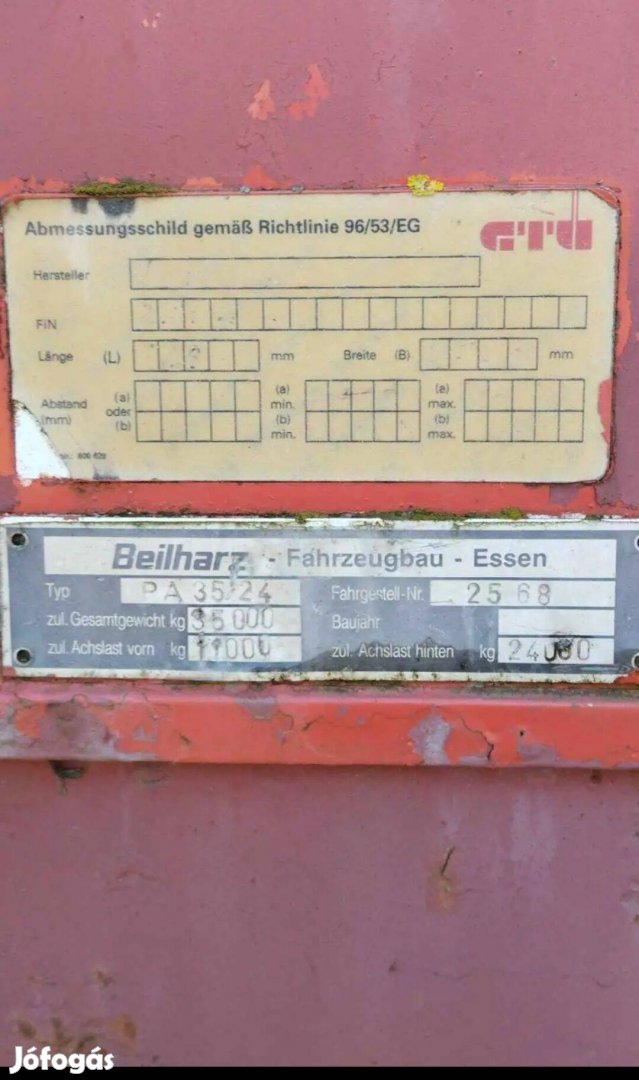 Abmessungsschild gemäß Richtlinie 96/53/EG
GTÜ
Hersteller
FIN
Länge (L) mm Breite (B) mm
Abstand (mm) (a) oder (b) (a) min. (b) min. (a) max. (b) max.
Beilharz - Fahrzeugbau - Essen
Typ PA 35/24 Fahrgestell-Nr. 2568
zul. Gesamtgewicht kg 35000 Baujahr
zul. Achslast vorn kg 11000 zul. Achslast hinten kg 24000
Jófogás